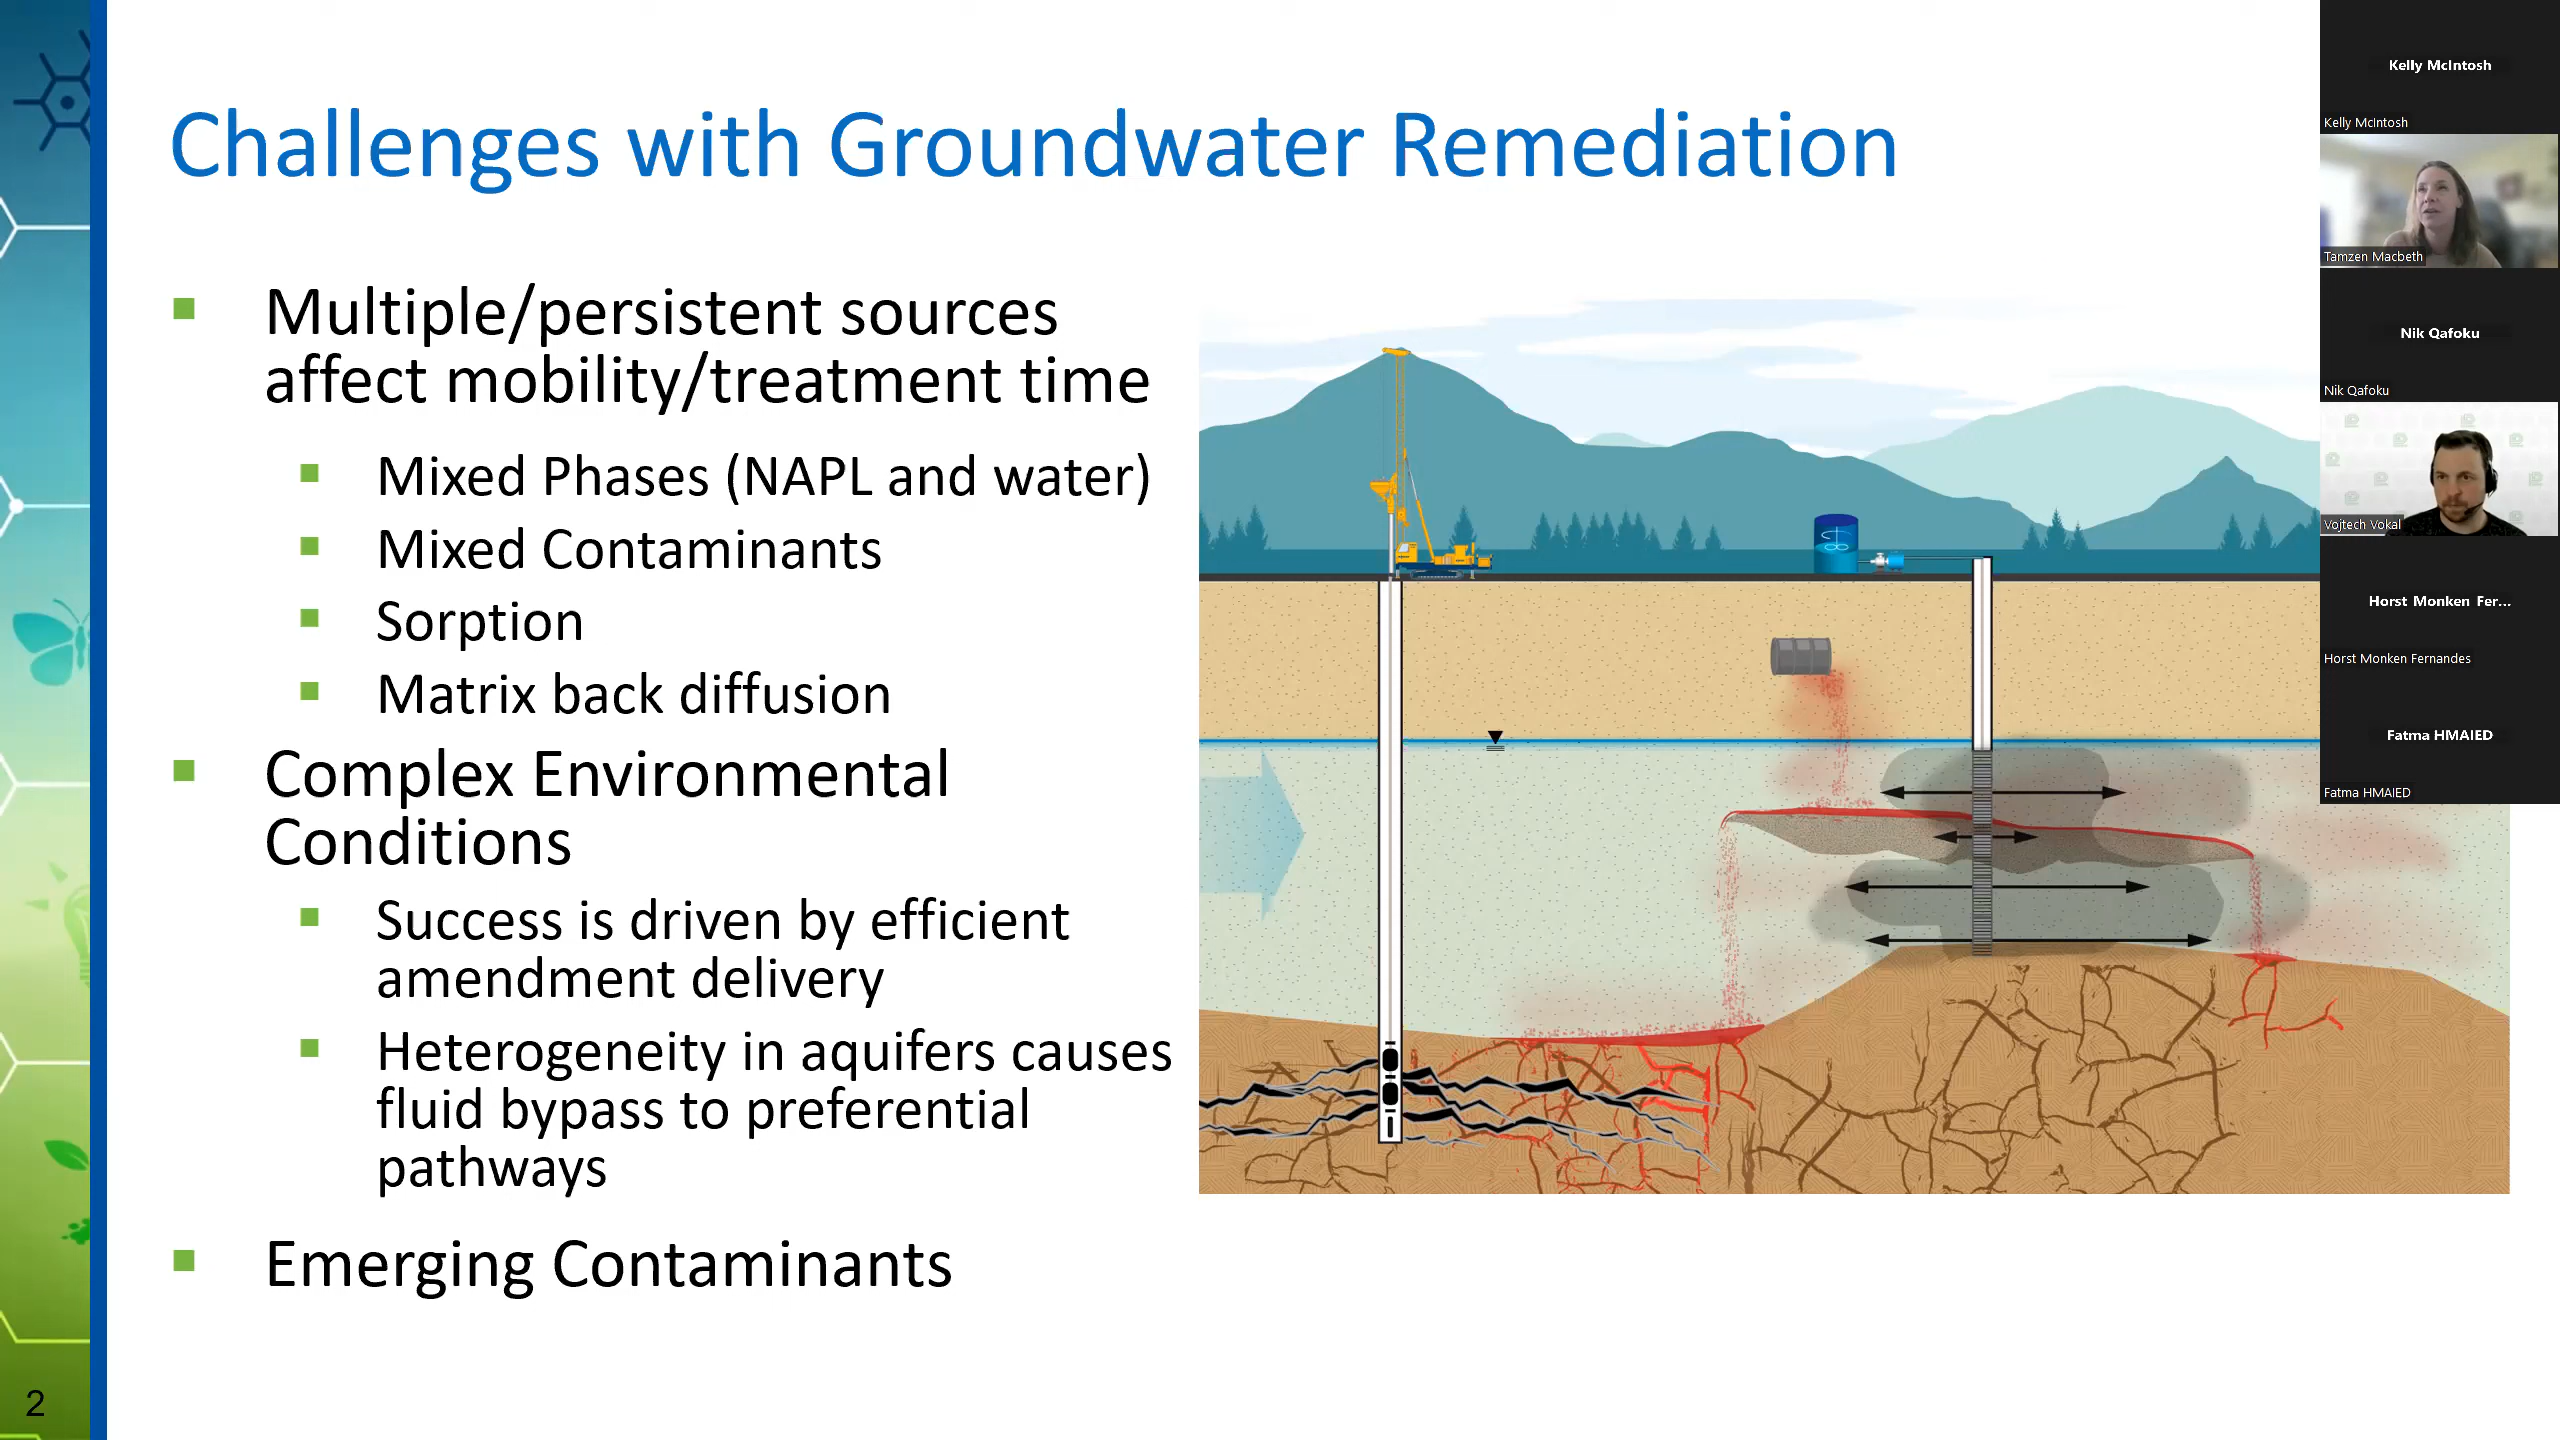 Challenges with Groundwater Remediation
Multiple/persistent sources
affect mobility/treatment time
Mixed Phases (NAPL and water)
Mixed Contaminants
Sorption
Matrix back diffusion
Complex Environmental
Conditions
Success is driven by efficient
amendment delivery
Heterogeneity in aquifers causes
fluid bypass to preferential
pathways
Emerging Contaminants
2
Kelly McIntosh
Kelly McIntosh
Tamzen Macbeth
Nik Qafoku
Nik Qafoku
Vojtech Vokal
Horst Monken Fer...
Horst Monken Fernandes
Fatma HMAIED
Fatma HMAIED